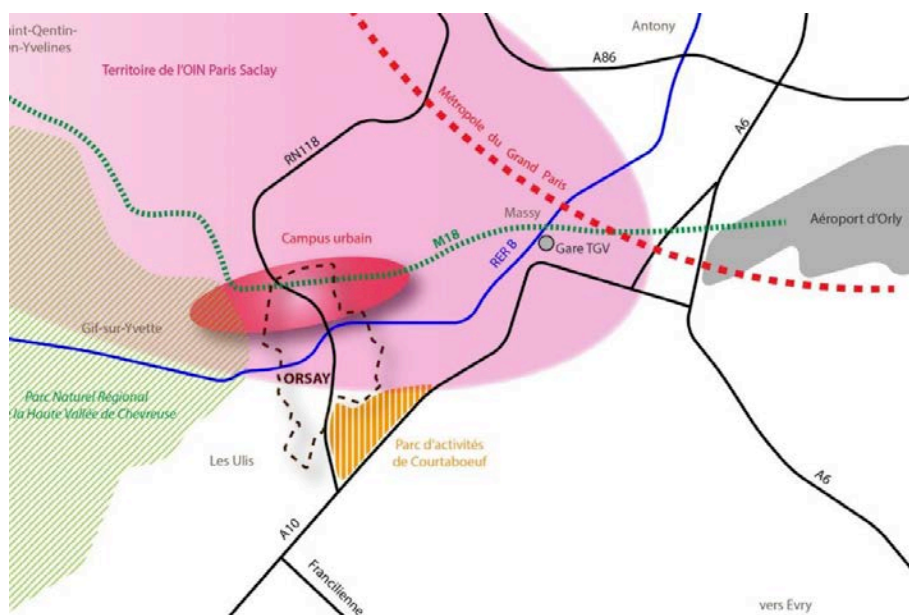 aint-Qentin-
en-Yvelines
Antony
A86
Territoire de l'OIN Paris Saclay
Métropole du Grand Paris
A6
RN118
Massy
Aéroport d'Orly
Campus urbain
M18
RER B
Gare TGV
Gif-sur-Yvette
ORSAY
Parc Naturel Régional
la Haute Vallée de Chevreuse
Parc d'activités
de Courtaboeuf
Les Ulis
A6
A10
Francilienne
vers Evry